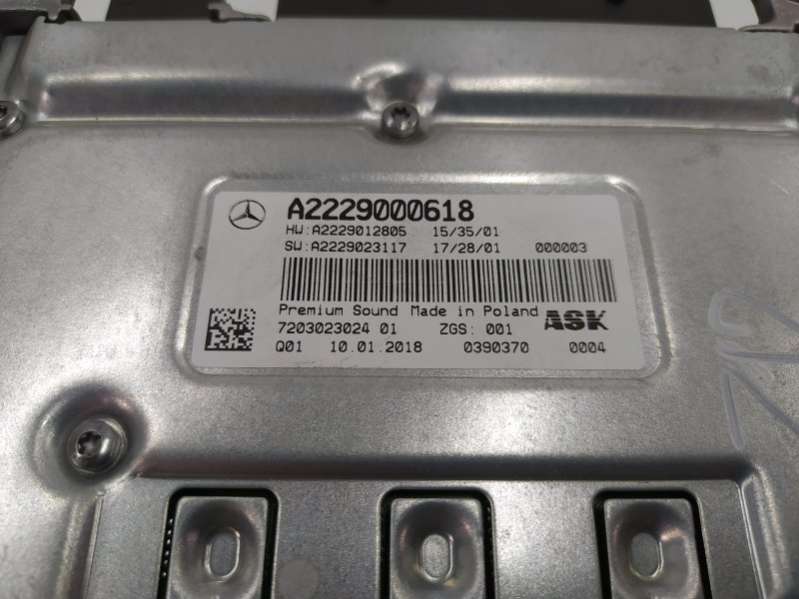 A2229000618
HW:A2229012805 15/35/01
SW:A2229023117 17/28/01 000003
Premium Sound Made in Poland
7203023024 01 ZGS: 001 ASK
Q01 10.01.2018 0390370 0004